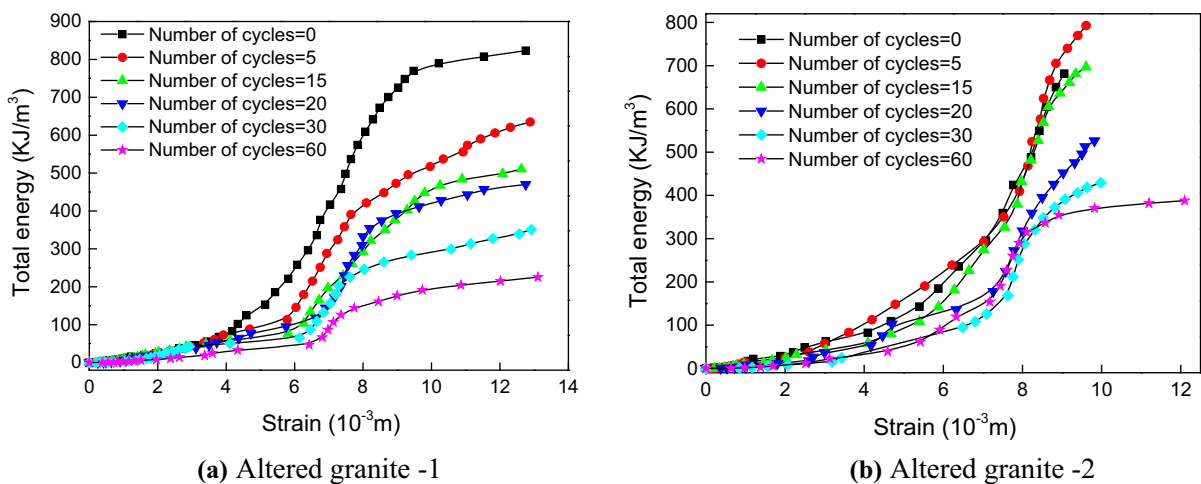 900
800
700
600
500
400
300
200
100
0
Total energy (KJ/m³)
Number of cycles=0
Number of cycles=5
Number of cycles=15
Number of cycles=20
Number of cycles=30
Number of cycles=60
0 2 4 6 8 10 12 14
Strain (10⁻³m)
(a) Altered granite -1
800
700
600
500
400
300
200
100
0
Total energy (KJ/m³)
Number of cycles=0
Number of cycles=5
Number of cycles=15
Number of cycles=20
Number of cycles=30
Number of cycles=60
0 2 4 6 8 10 12
Strain (10⁻³m)
(b) Altered granite -2